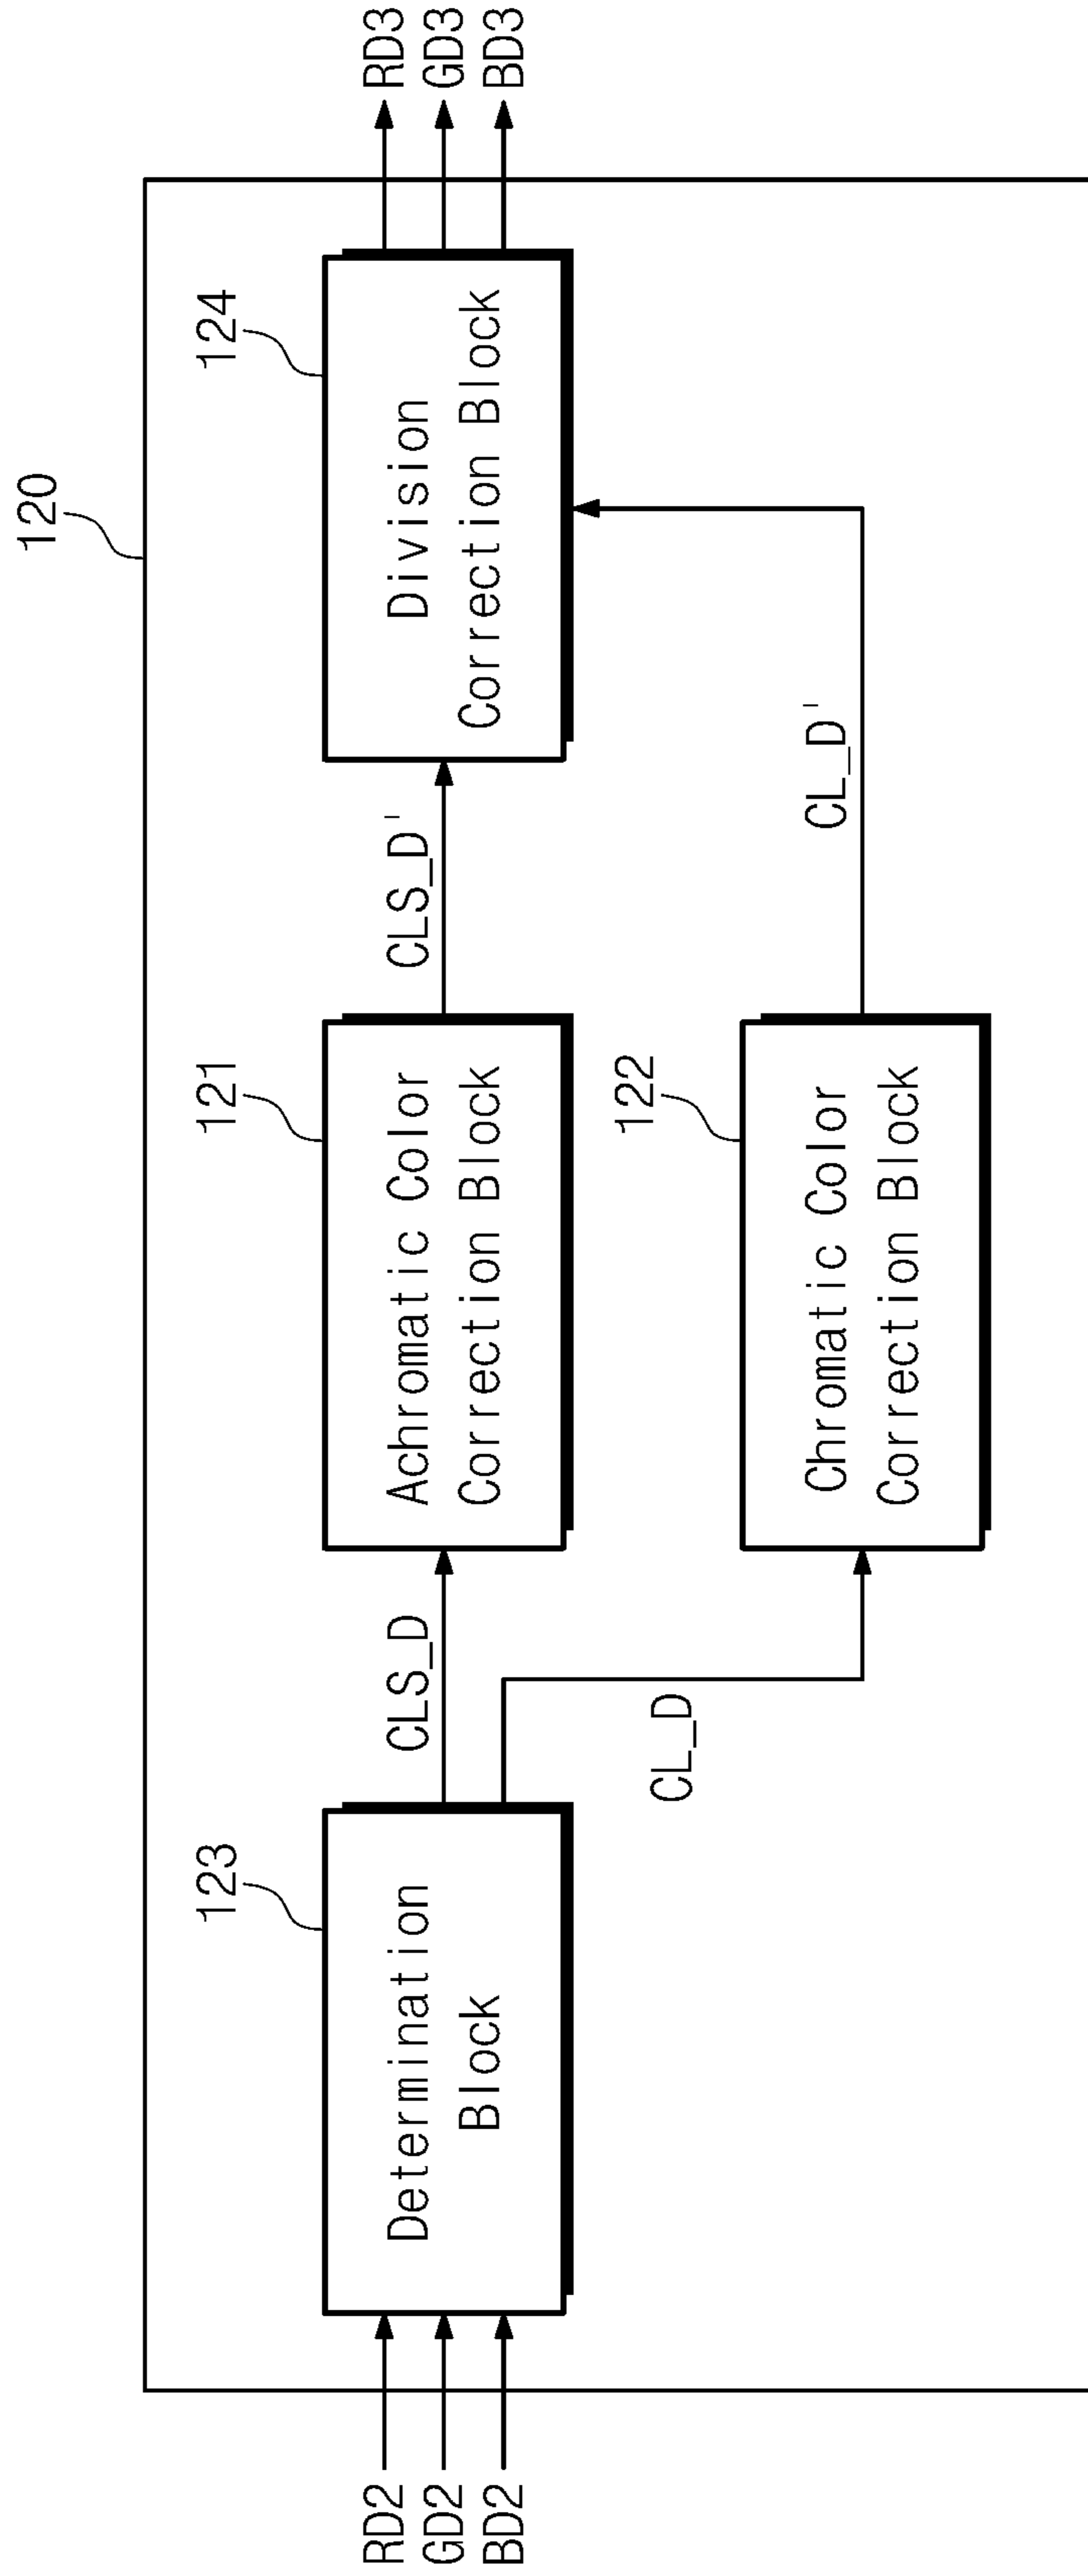 120
RD2
GD2
BD2
123
Determination
Block
CLS_D
CL_D
121
Achromatic Color
Correction Block
122
Chromatic Color
Correction Block
CLS_D'
CL_D'
124
Division
Correction Block
RD3
GD3
BD3